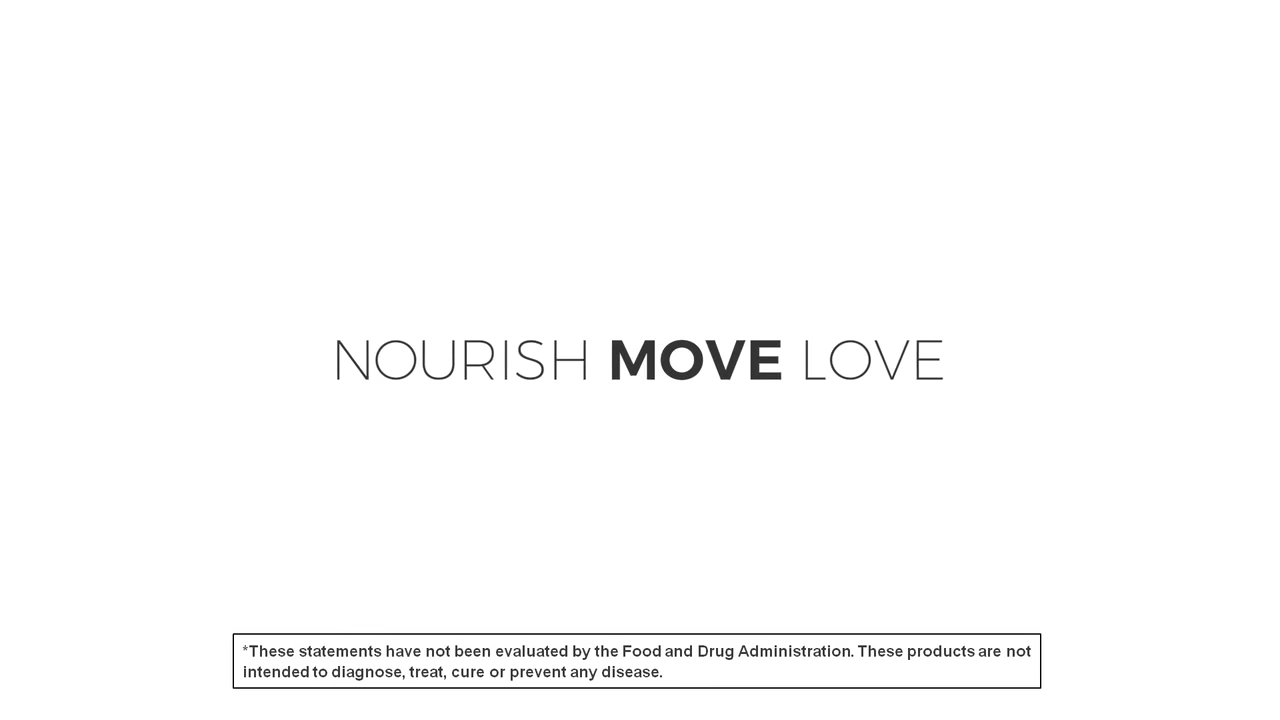 NOURISH MOVE LOVE
*These statements have not been evaluated by the Food and Drug Administration. These products are not
intended to diagnose, treat, cure or prevent any disease.